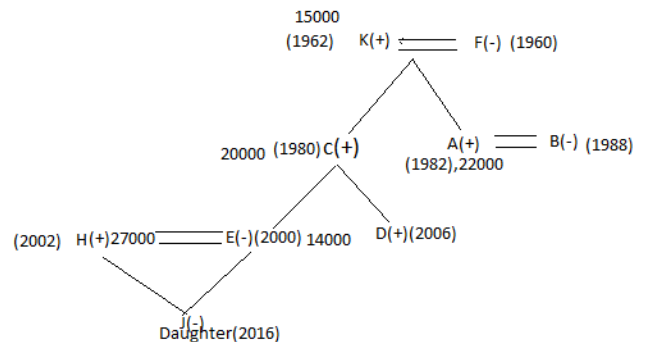 15000
(1962) K(+) F(-) (1960)
20000 (1980) C(+) A(+) B(-) (1988)
(1982),22000
(2002) H(+)27000 E(-)(2000) 14000 D(+)(2006)
J(-)
Daughter(2016)